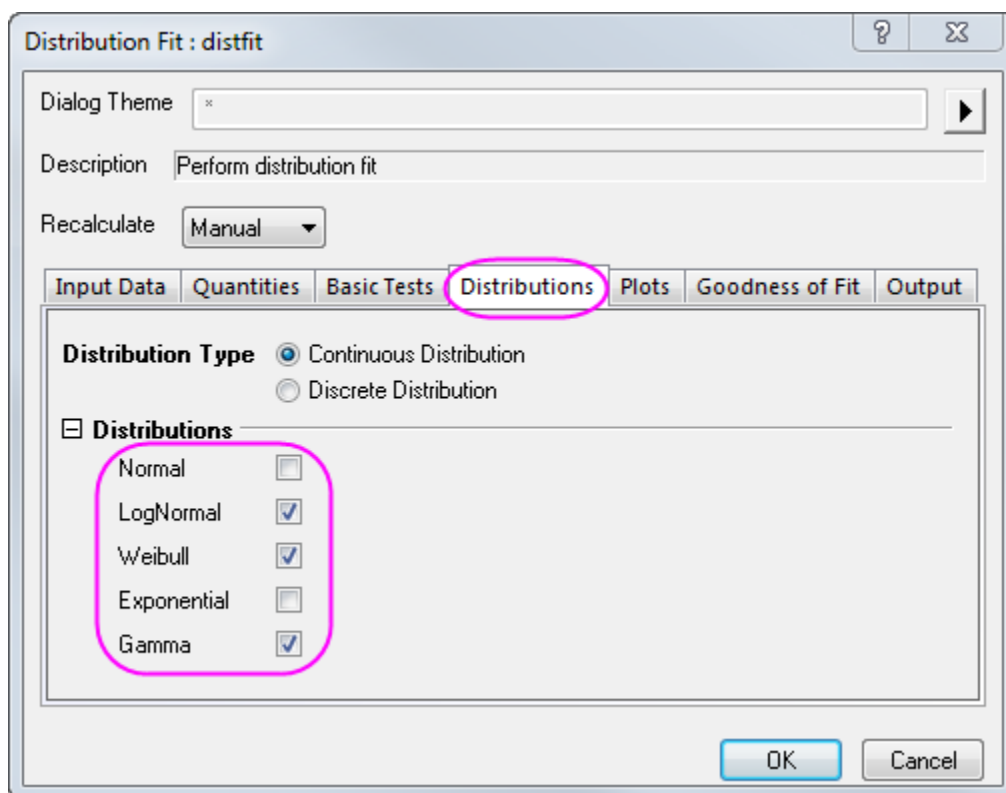 Distribution Fit : distfit
Dialog Theme *
Description Perform distribution fit
Recalculate Manual
Input Data Quantities Basic Tests Distributions Plots Goodness of Fit Output
Distribution Type Continuous Distribution
Discrete Distribution
Distributions
Normal
LogNormal
Weibull
Exponential
Gamma
OK Cancel